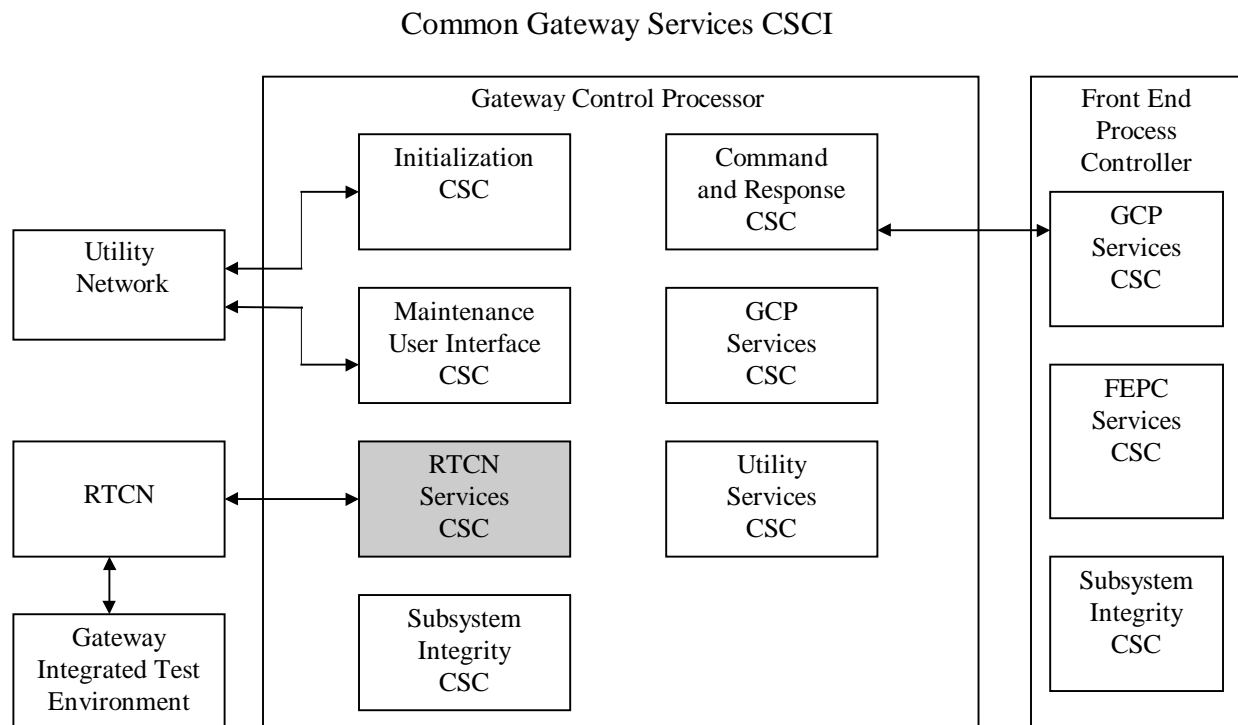 Common Gateway Services CSCI
Gateway Control Processor
Front End
Process
Controller
Initialization
CSC
Command
and Response
CSC
GCP
Services
CSC
Utility
Network
Maintenance
User Interface
CSC
GCP
Services
CSC
FEPC
Services
CSC
RTCN
RTCN
Services
CSC
Utility
Services
CSC
Subsystem
Integrity
CSC
Gateway
Integrated Test
Environment
Subsystem
Integrity
CSC